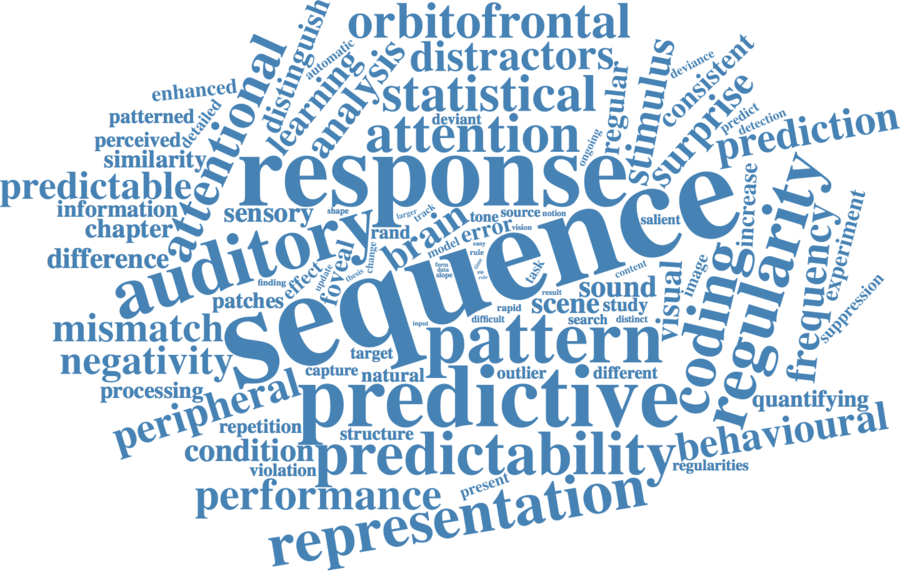 orbitofrontal
distinguish
automatic
distractors
deviance
enhanced
attentional
learning
analysis
statistical
regular
stimulus
consistent
surprise
patterned
detailed
deviant
attention
ongoing
predict
detection
prediction
perceived
similarity
response
predictable
information
sensory
shape
larger
track
tone
source
notion
salient
sequence
increase
regularity
experiment
chapter
auditory
rand
brain
error
vision
difference
change
model
easy
rule
frequency
finding
effect
update
foveal
thesis
form
data
slope
role
task
content
image
coding
patches
sound
visual
suppression
result
scene
study
mismatch
input
rapid
difficult
search
distinct
pattern
negativity
target
capture
natural
outlier
different
processing
peripheral
predictive
quantifying
repetition
structure
behavioural
condition
violation
predictability
regularities
performance
present
representation